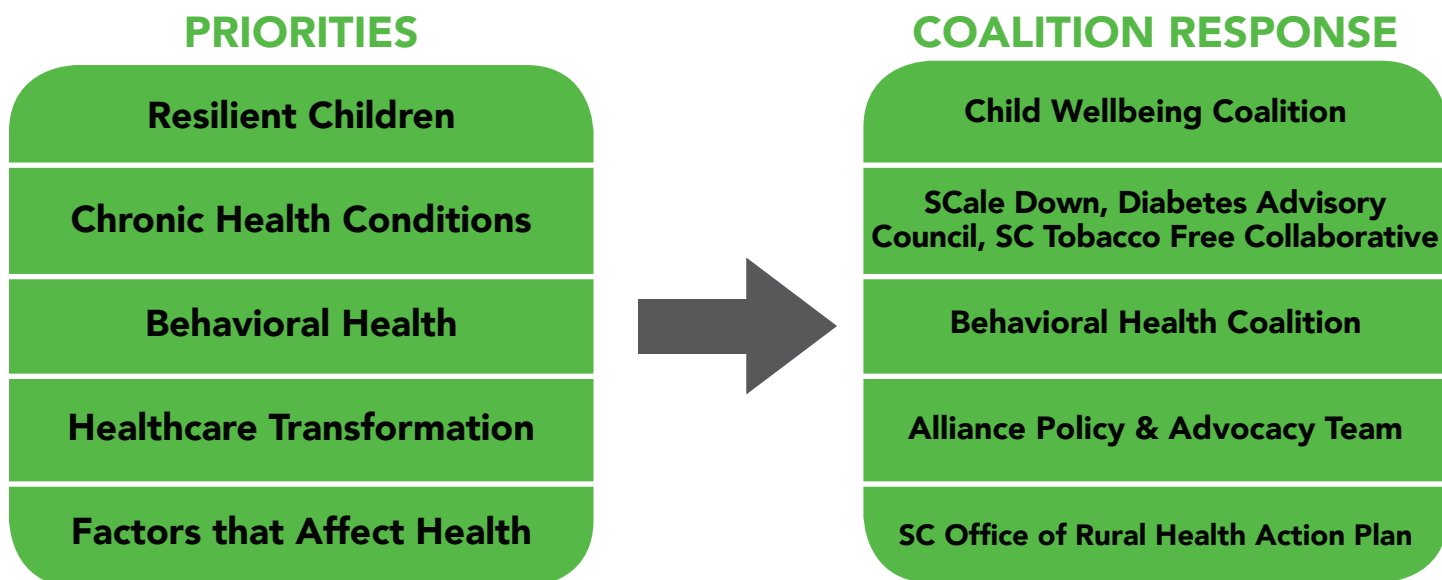 PRIORITIES
Resilient Children
Chronic Health Conditions
Behavioral Health
Healthcare Transformation
Factors that Affect Health
COALITION RESPONSE
Child Wellbeing Coalition
SCale Down, Diabetes Advisory
Council, SC Tobacco Free Collaborative
Behavioral Health Coalition
Alliance Policy & Advocacy Team
SC Office of Rural Health Action Plan